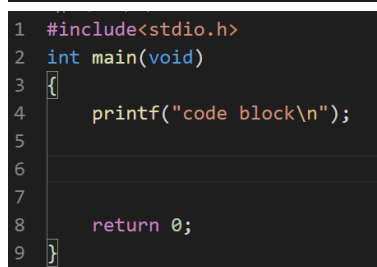 1 #include<stdio.h>
2 int main(void)
3 {
4     printf("code block\n");
5
6
7
8     return 0;
9 }